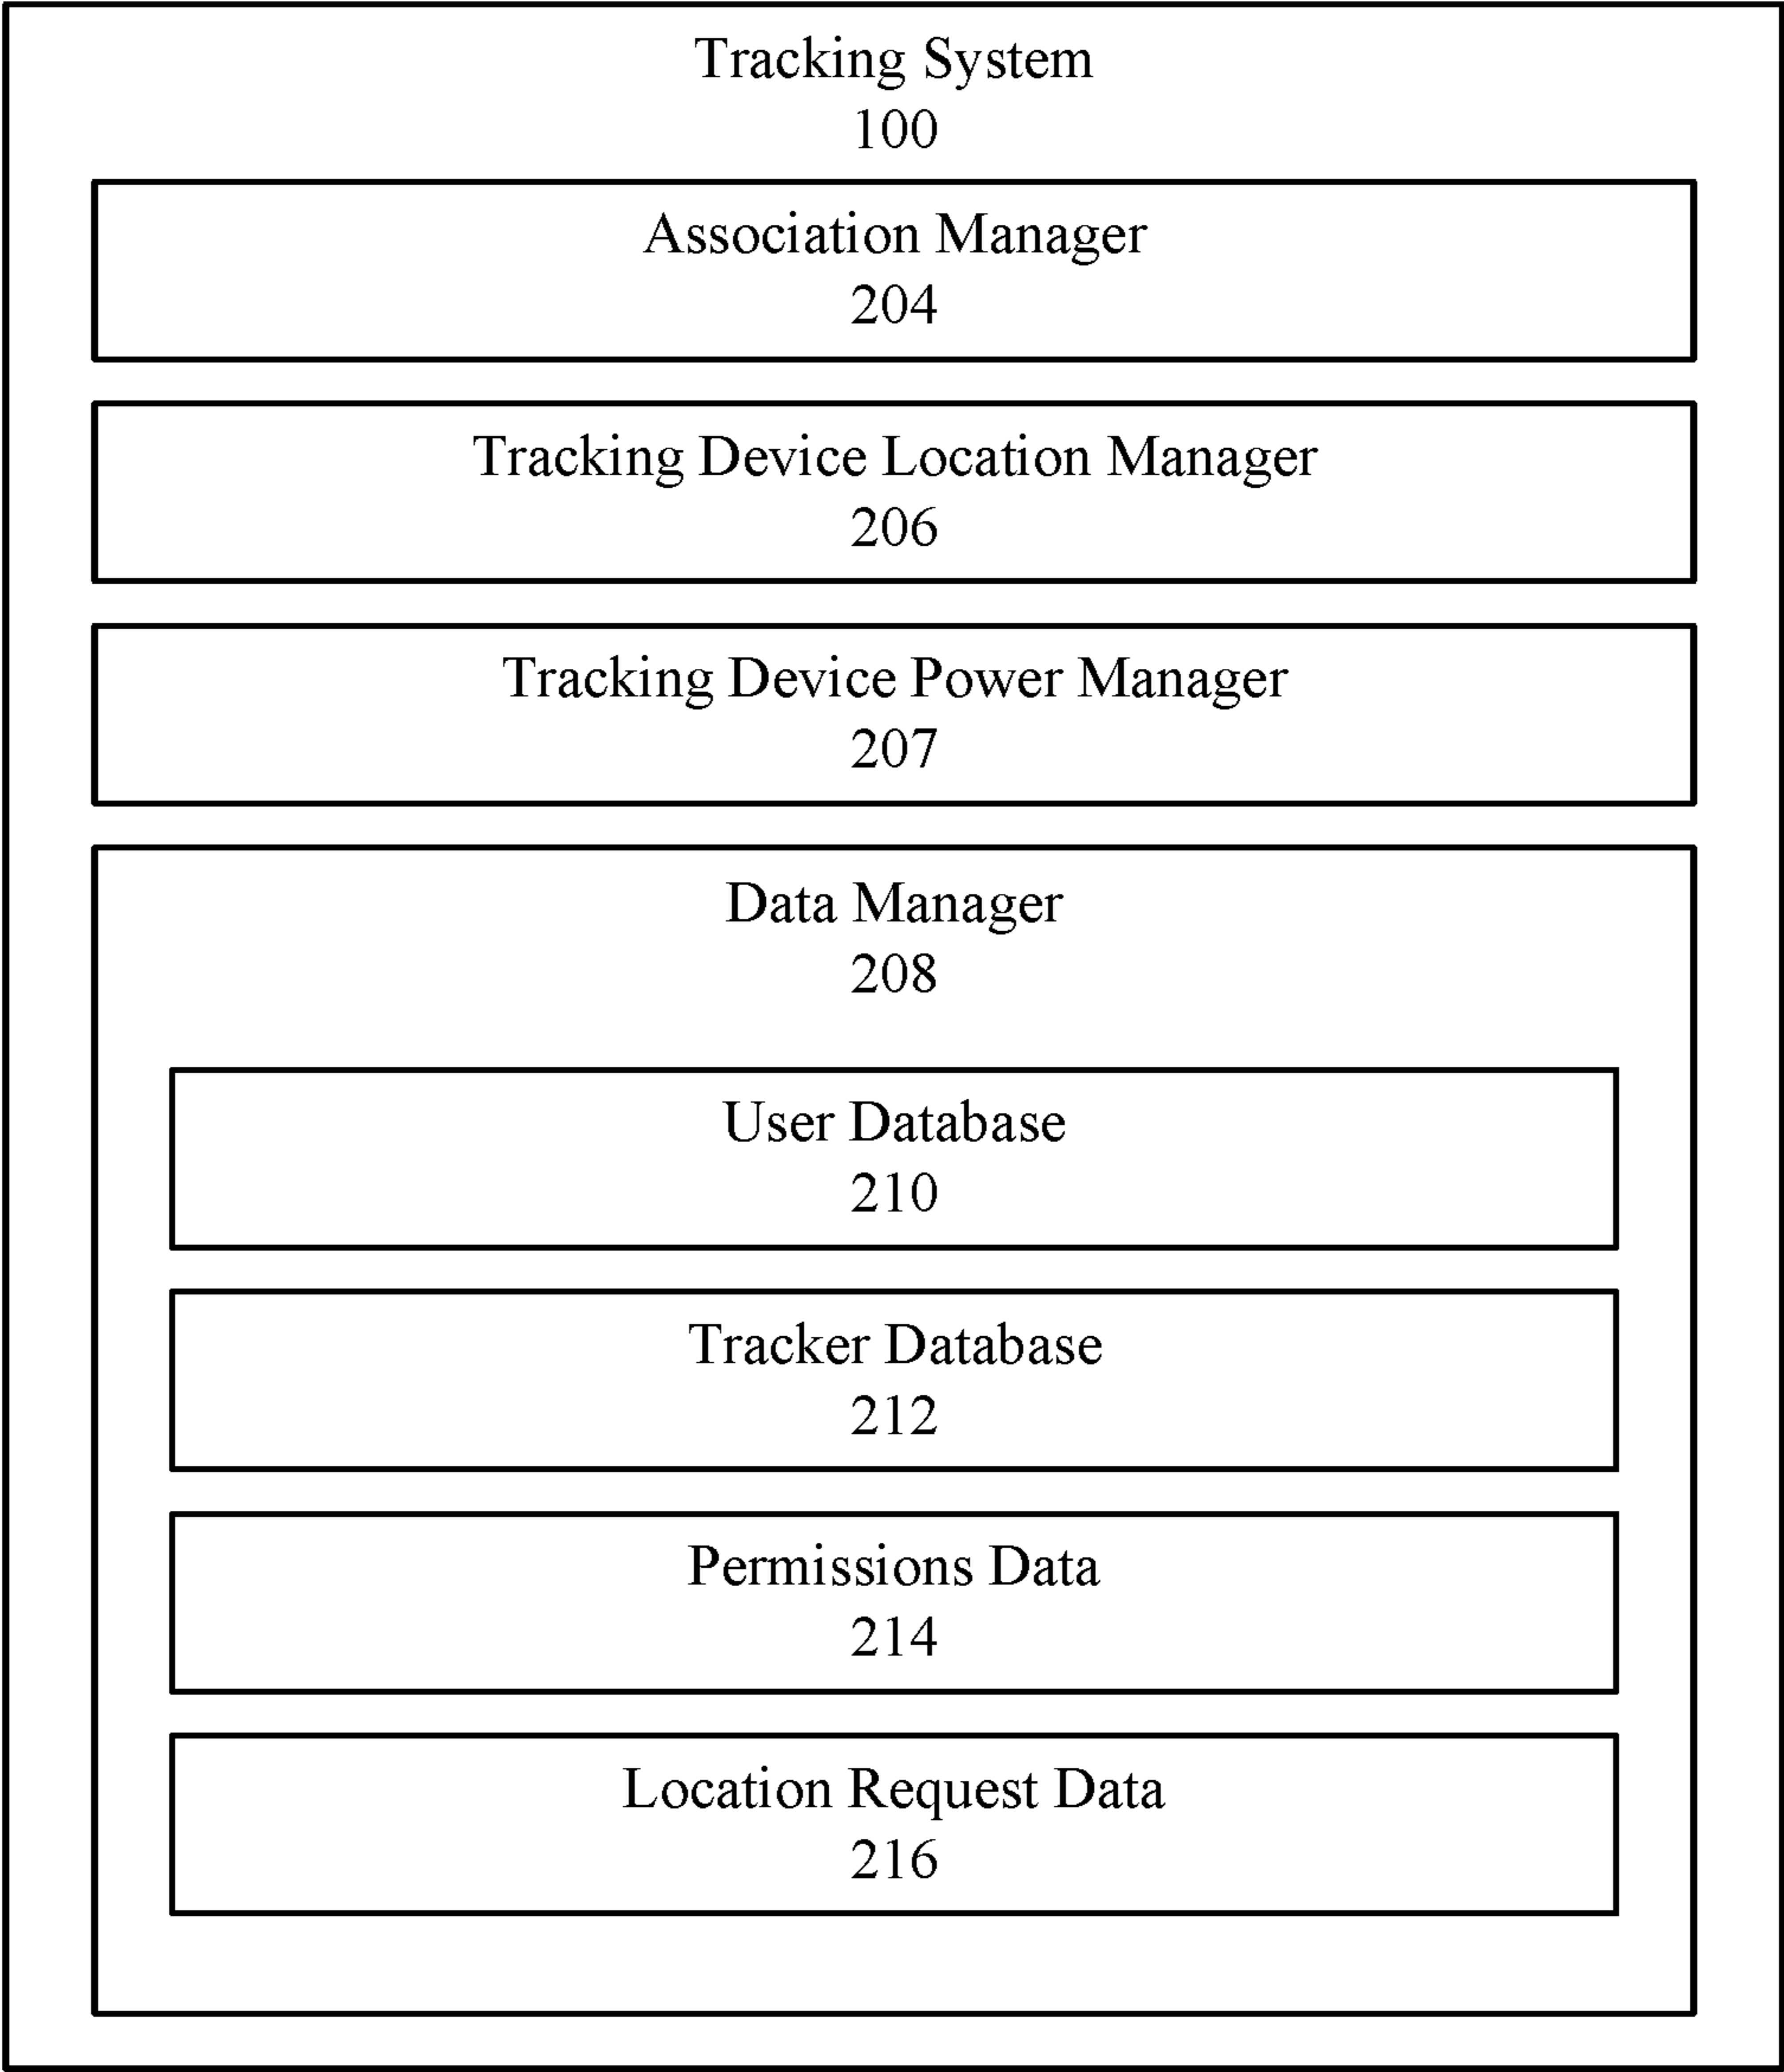 Tracking System
100
Association Manager
204
Tracking Device Location Manager
206
Tracking Device Power Manager
207
Data Manager
208
User Database
210
Tracker Database
212
Permissions Data
214
Location Request Data
216